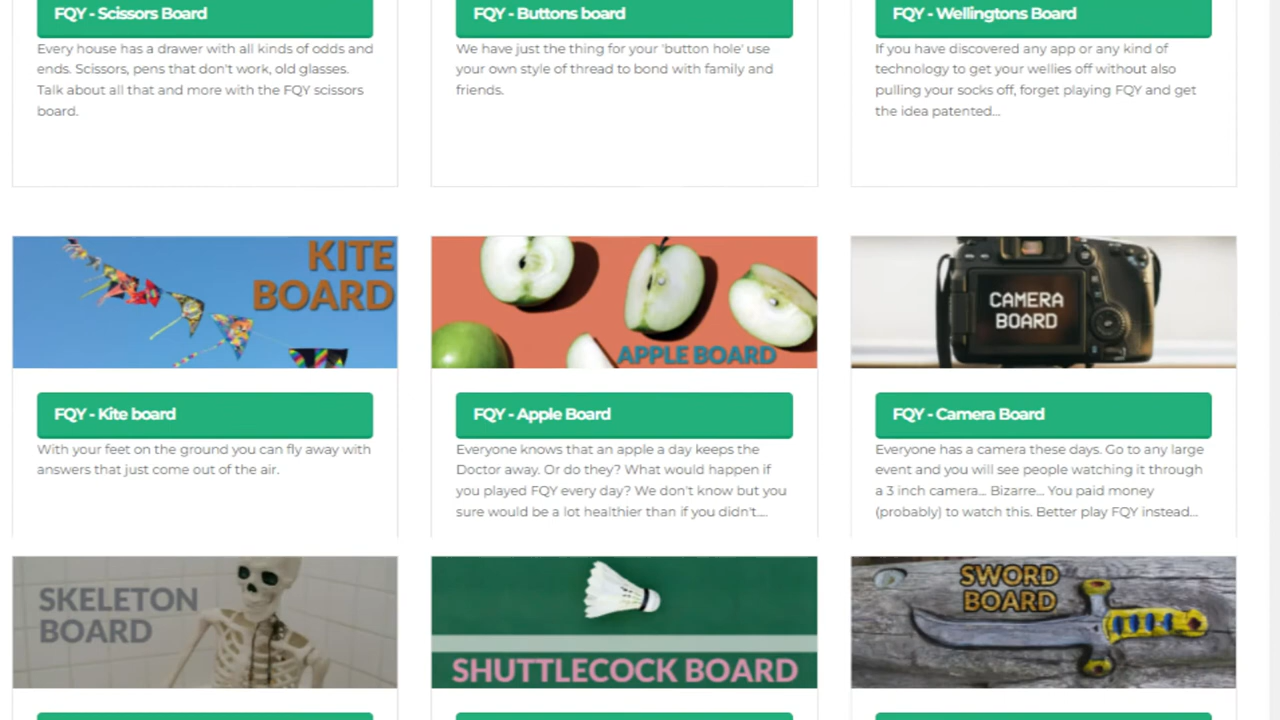 FQY - Scissors Board
Every house has a drawer with all kinds of odds and
ends. Scissors, pens that don't work, old glasses.
Talk about all that and more with the FQY scissors
board.
FQY - Buttons board
We have just the thing for your 'button hole' use
your own style of thread to bond with family and
friends.
FQY - Wellingtons Board
If you have discovered any app or any kind of
technology to get your wellies off without also
pulling your socks off, forget playing FQY and get
the idea patented...
KITE
BOARD
FQY - Kite board
With your feet on the ground you can fly away with
answers that just come out of the air.
APPLE BOARD
FQY - Apple Board
Everyone knows that an apple a day keeps the
Doctor away. Or do they? What would happen if
you played FQY every day? We don't know but you
sure would be a lot healthier than if you didn't....
CAMERA
BOARD
FQY - Camera Board
Everyone has a camera these days. Go to any large
event and you will see people watching it through
a 3 inch camera... Bizarre... You paid money
(probably) to watch this. Better play FQY instead...
SKELETON
BOARD
SHUTTLECOCK BOARD
SWORD
BOARD